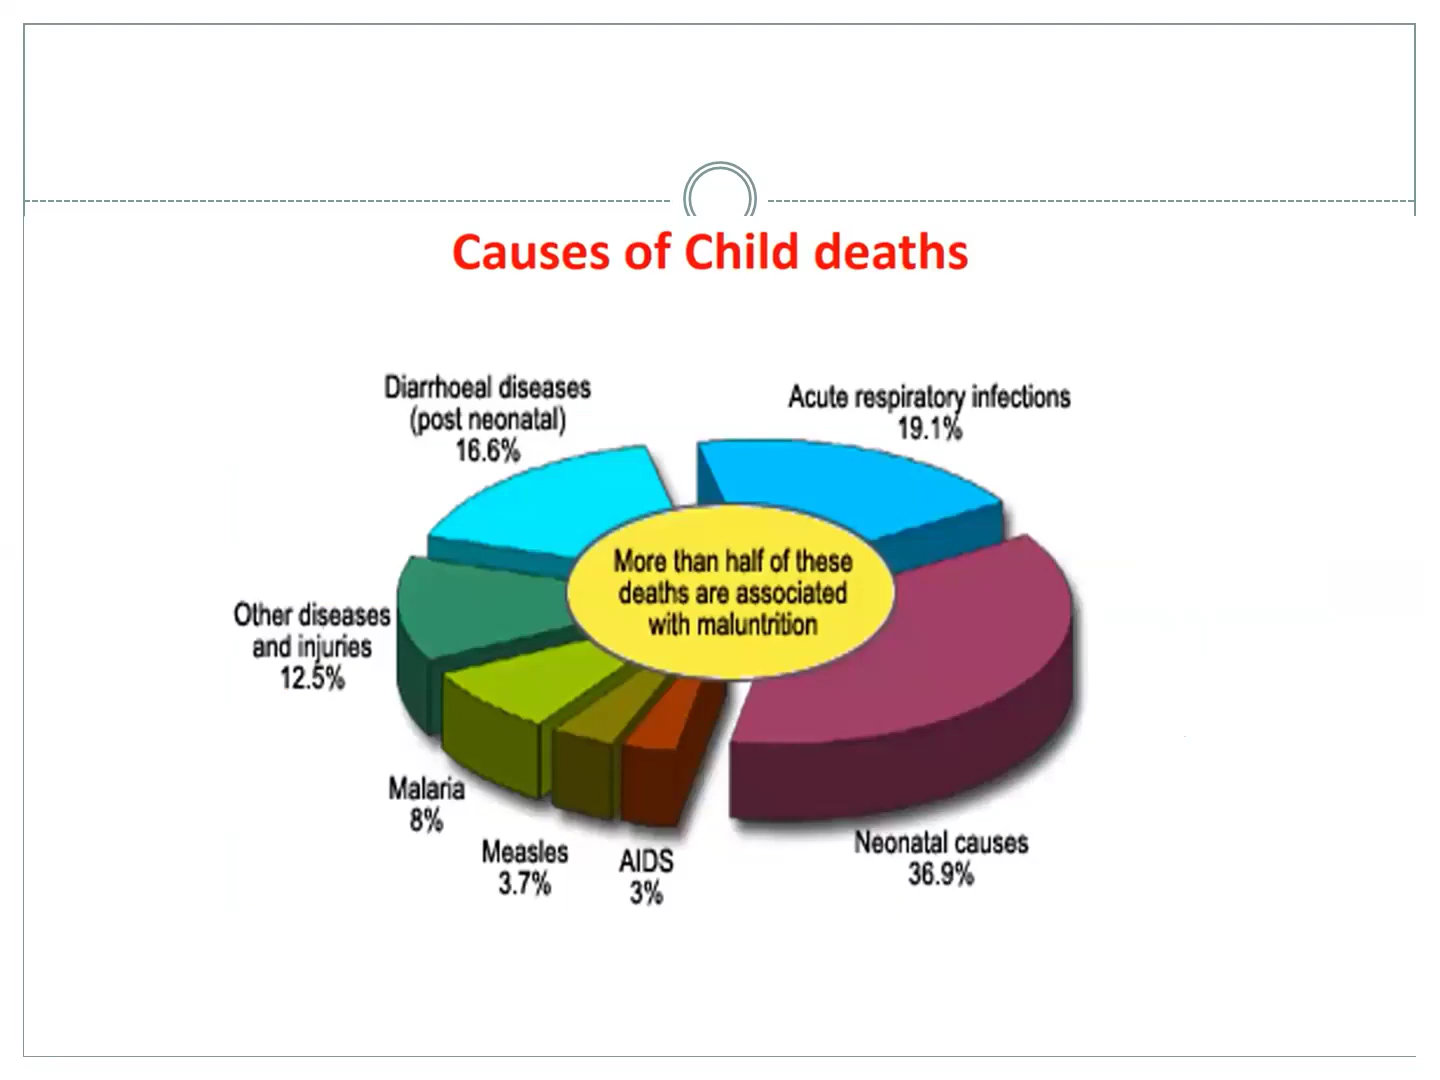 Causes of Child deaths
Diarrhoeal diseases
(post neonatal)
16.6%
Acute respiratory infections
19.1%
More than half of these
deaths are associated
with maluntrition
Other diseases
and injuries
12.5%
Malaria
8%
Measles
3.7%
AIDS
3%
Neonatal causes
36.9%